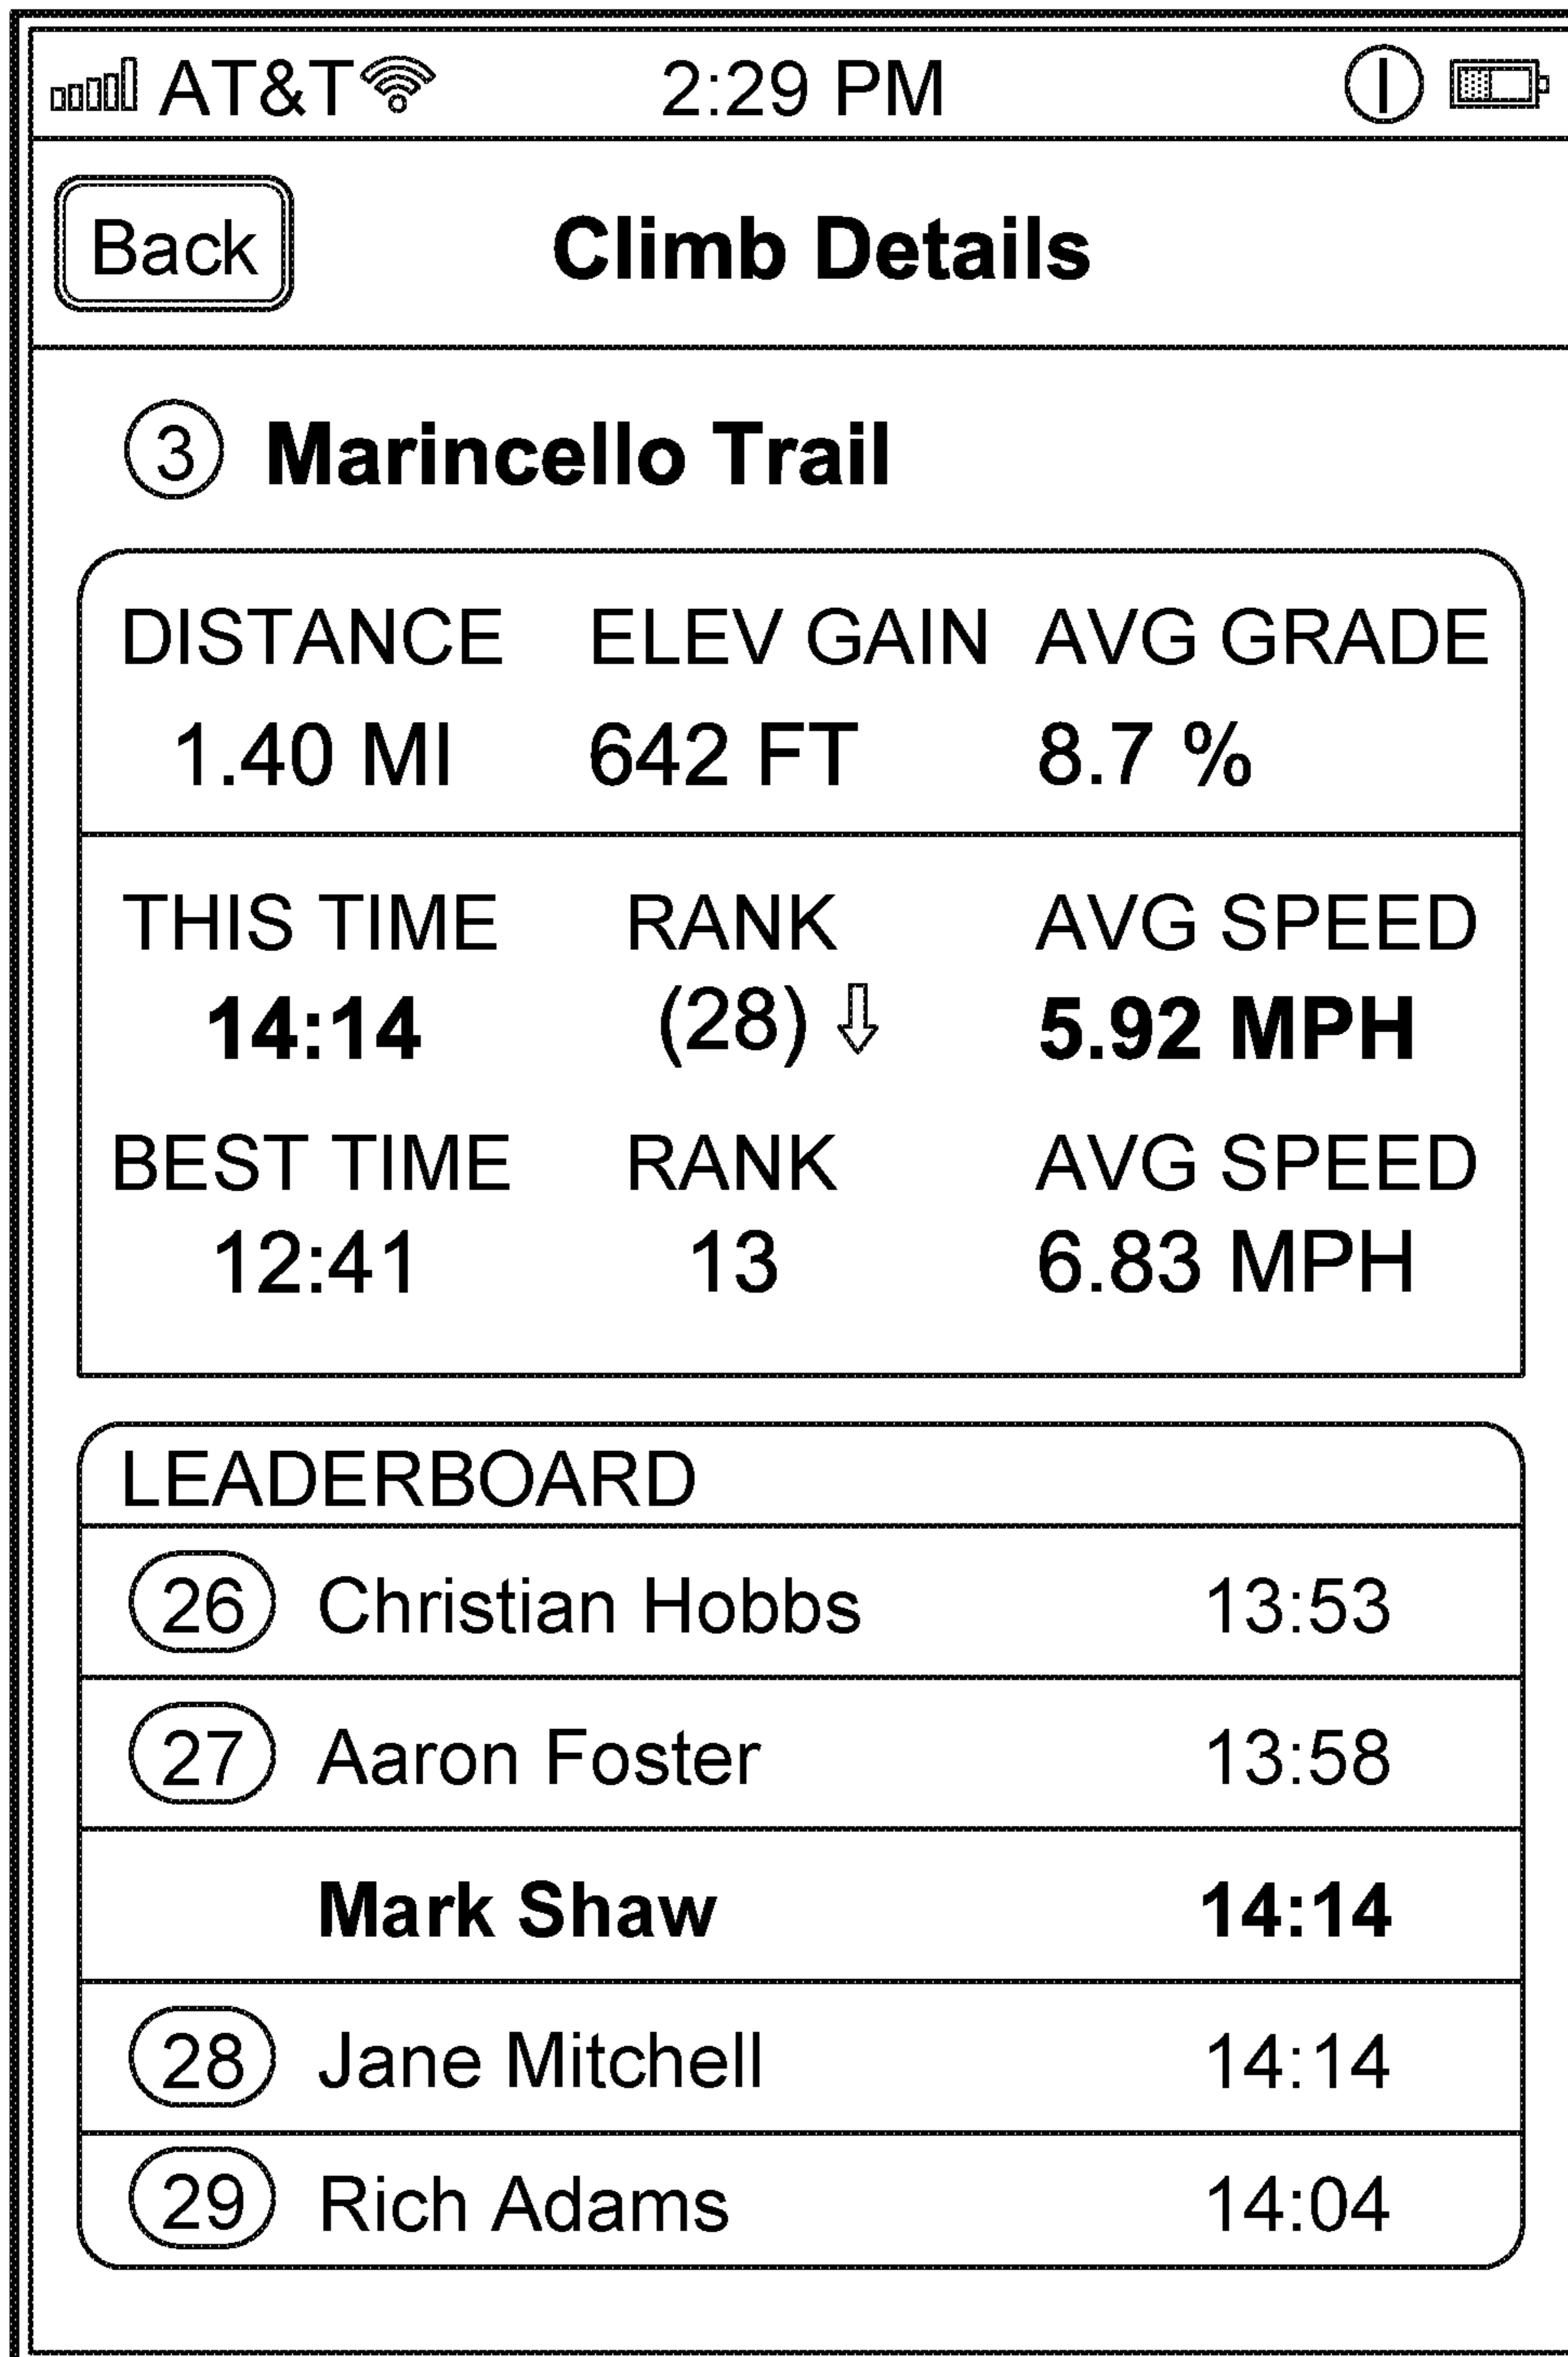 AT&T 2:29 PM
Back Climb Details
3 Marincello Trail
DISTANCE ELEV GAIN AVG GRADE
1.40 MI 642 FT 8.7 %
THIS TIME RANK AVG SPEED
14:14 (28) 5.92 MPH
BEST TIME RANK AVG SPEED
12:41 13 6.83 MPH
LEADERBOARD
26 Christian Hobbs 13:53
27 Aaron Foster 13:58
Mark Shaw 14:14
28 Jane Mitchell 14:14
29 Rich Adams 14:04